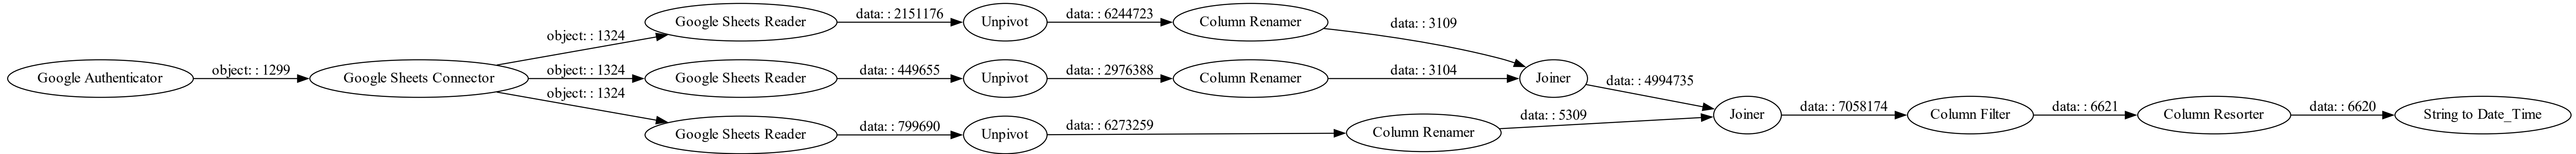 Google Authenticator
object: : 1299
Google Sheets Connector
object: : 1324
object: : 1324
object: : 1324
Google Sheets Reader
data: : 2151176
Unpivot
data: : 6244723
Column Renamer
data: : 3109
Google Sheets Reader
data: : 449655
Unpivot
data: : 2976388
Column Renamer
data: : 3104
Joiner
data: : 4994735
Google Sheets Reader
data: : 799690
Unpivot
data: : 6273259
Column Renamer
data: : 5309
Joiner
data: : 7058174
Column Filter
data: : 6621
Column Resorter
data: : 6620
String to Date_Time